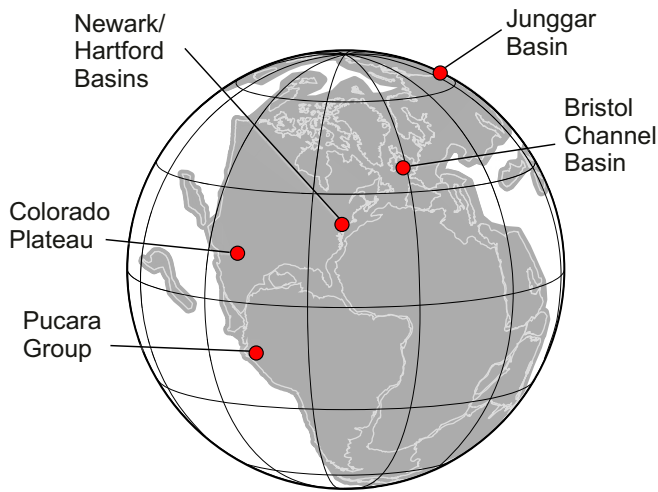 Newark/
Hartford
Basins
Junggar
Basin
Bristol
Channel
Basin
Colorado
Plateau
Pucara
Group